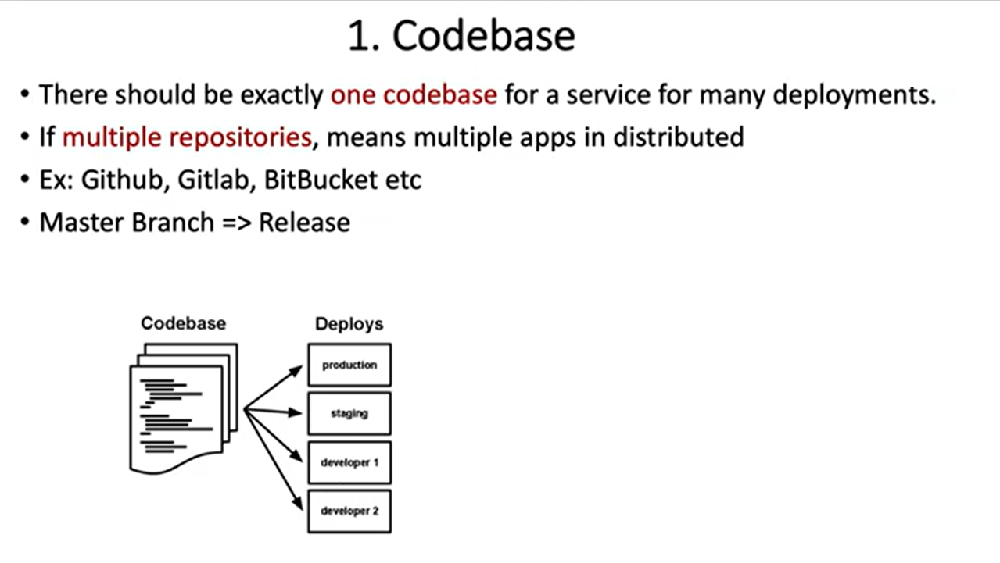 1. Codebase
• There should be exactly one codebase for a service for many deployments.
• If multiple repositories, means multiple apps in distributed
• Ex: Github, Gitlab, BitBucket etc
• Master Branch => Release
Codebase
Deploys
production
staging
developer 1
developer 2